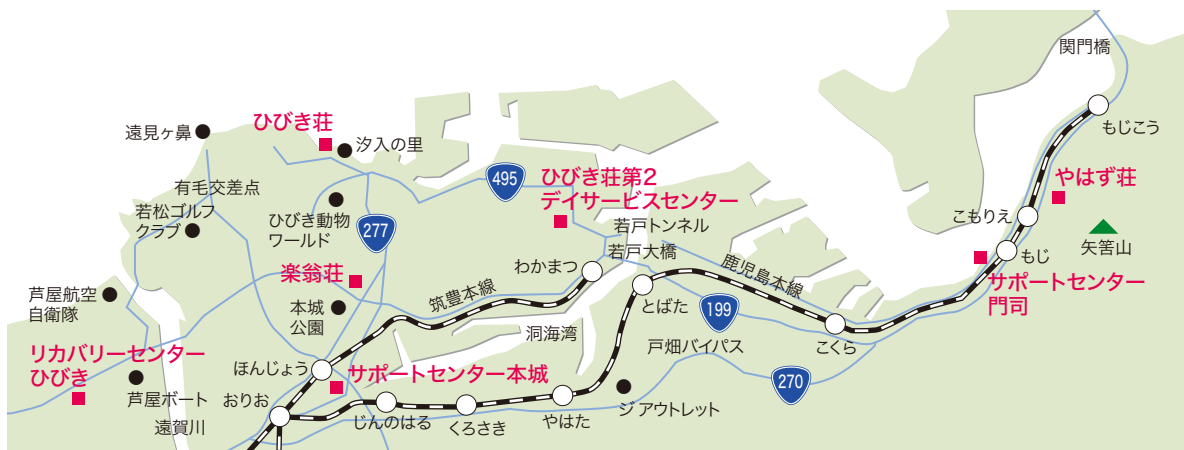 関門橋
もじこう
遠見ヶ鼻
ひびき荘
汐入の里
495
ひびき荘第2
デイサービスセンター
やはず荘
有毛交差点
若松ゴルフ
クラブ
ひびき動物
ワールド
277
若戸トンネル
若戸大橋
こもりえ
もじ
矢筈山
サポートセンター
門司
楽翁荘
わかまつ
鹿児島本線
芦屋航空
自衛隊
本城
公園
筑豊本線
とばた
199
洞海湾
戸畑バイパス
こくら
リカバリーセンター
ひびき
ほんじょう
サポートセンター本城
270
芦屋ボート
おりお
遠賀川
じんのはる
くろさき
やはた
ジ アウトレット